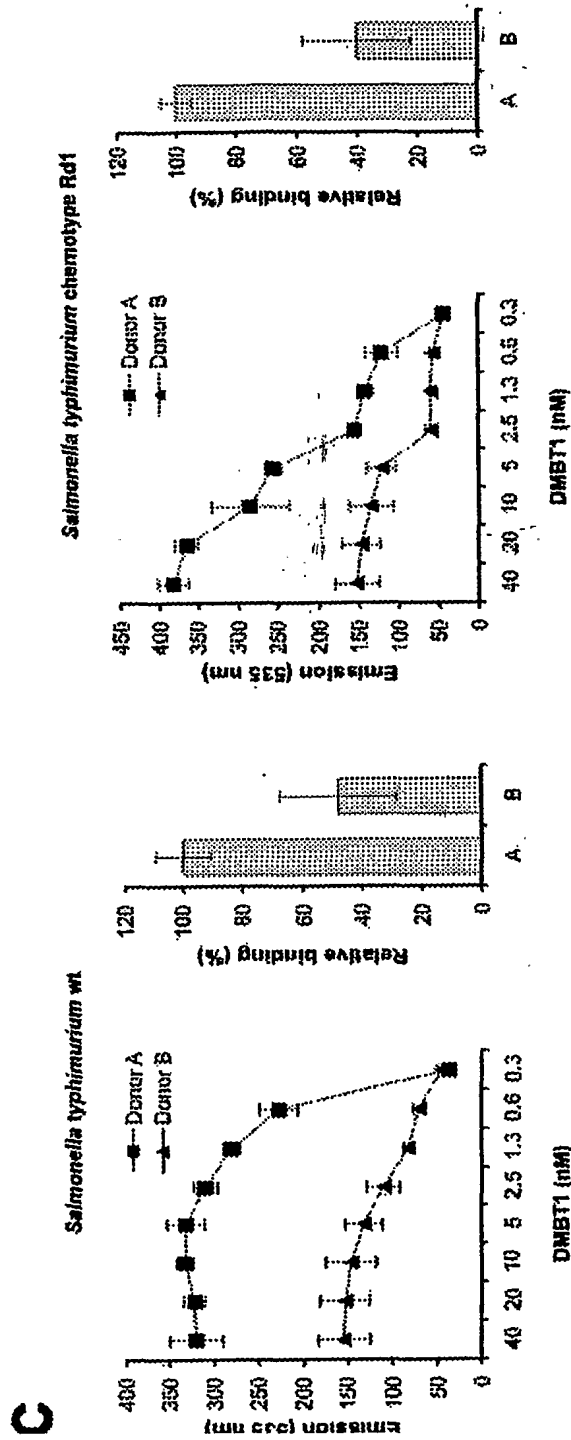 C
Salmonella typhimurium wt
Emission (535 nm)
400
350
300
250
200
150
100
50
0
Donor A
Donor B
40 20 10 5 2.5 1.3 0.6 0.3
DMBT1 (nM)
Relative binding (%)
120
100
80
60
40
20
0
A B
Salmonella typhimurium chemotype Rd1
Emission (535 nm)
450
400
350
300
250
200
150
100
50
0
Donor A
Donor B
40 20 10 5 2.5 1.3 0.6 0.3
DMBT1 (nM)
Relative binding (%)
120
100
80
60
40
20
0
A B